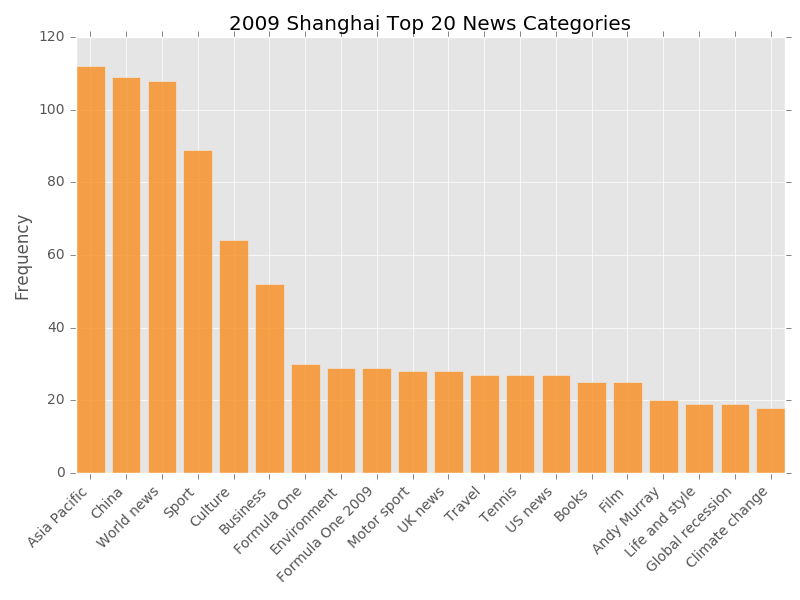 2009 Shanghai Top 20 News Categories
Frequency
120
100
80
60
40
20
0
Asia Pacific
China
World news
Sport
Culture
Business
Formula One
Environment
Formula One 2009
Motor sport
UK news
Travel
Tennis
US news
Books
Film
Andy Murray
Life and style
Global recession
Climate change